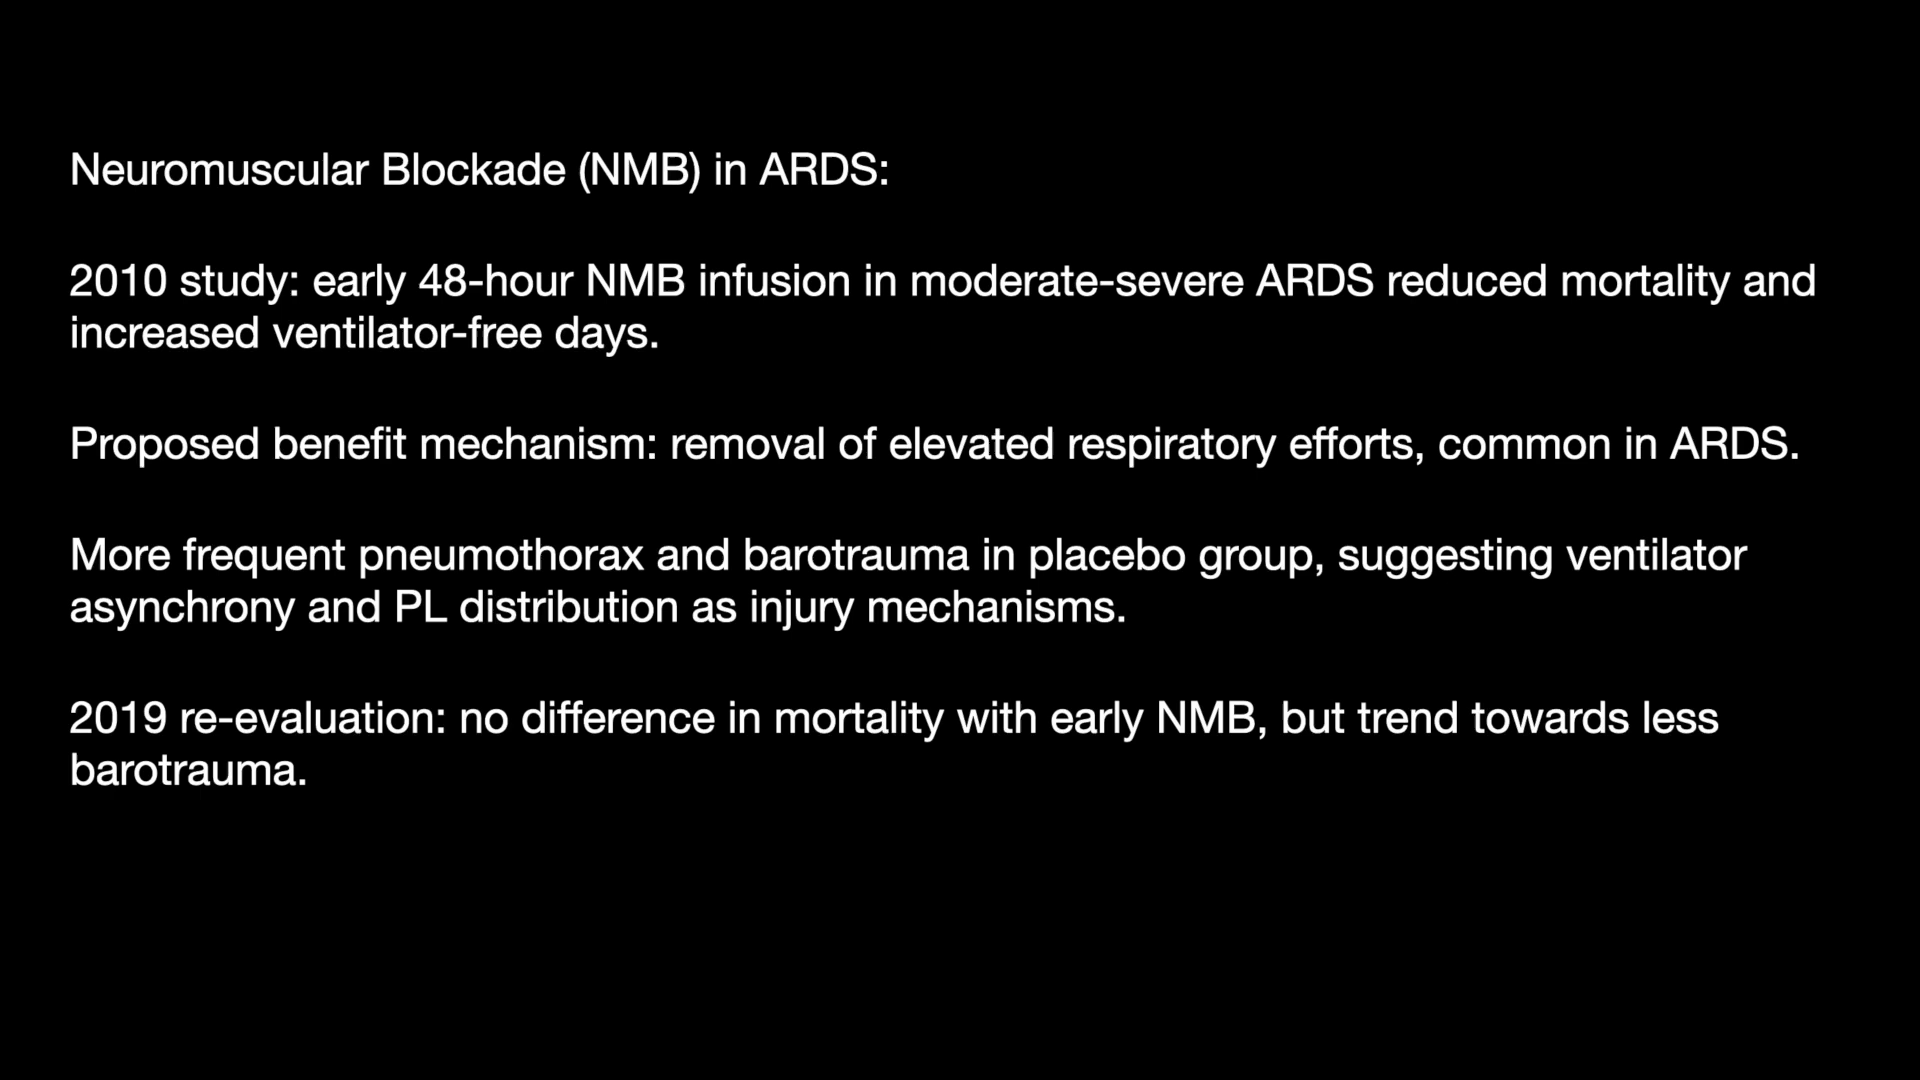 Neuromuscular Blockade (NMB) in ARDS:
2010 study: early 48-hour NMB infusion in moderate-severe ARDS reduced mortality and
increased ventilator-free days.
Proposed benefit mechanism: removal of elevated respiratory efforts, common in ARDS.
More frequent pneumothorax and barotrauma in placebo group, suggesting ventilator
asynchrony and PL distribution as injury mechanisms.
2019 re-evaluation: no difference in mortality with early NMB, but trend towards less
barotrauma.